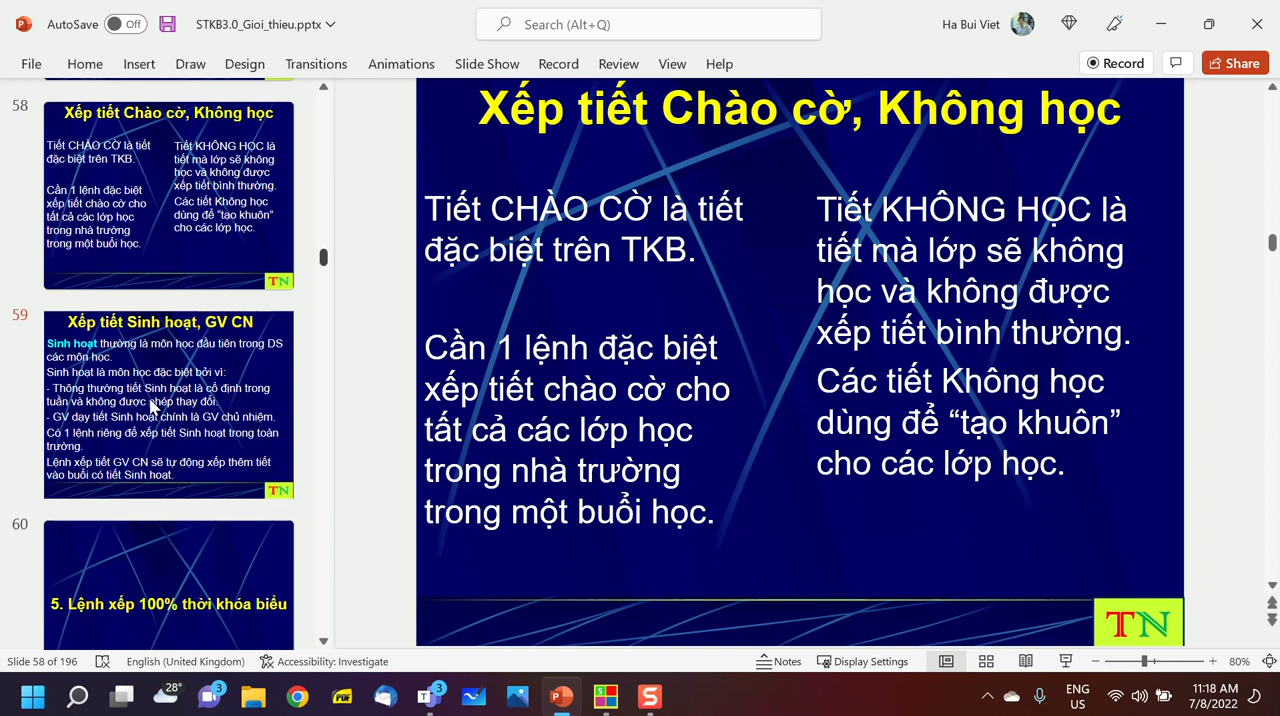 AutoSave Off STKB3.0_Gioi_thieu.pptx Search (Alt+Q) Ha Bui Viet
File Home Insert Draw Design Transitions Animations Slide Show Record Review View Help Record Share
58
Xếp tiết Chào cờ, Không học
Tiết CHÀO CỜ là tiết
đặc biệt trên TKB.
Cần 1 lệnh đặc biệt
xếp tiết chào cờ cho
tất cả các lớp học
trong nhà trường
trong một buổi học.
Tiết KHÔNG HỌC là
tiết mà lớp sẽ không
học và không được
xếp tiết bình thường.
Các tiết Không học
dùng để “tạo khuôn”
cho các lớp học.
TN
59
Xếp tiết Sinh hoạt, GV CN
Sinh hoạt thường là môn học đầu tiên trong DS
các môn học.
Sinh hoạt là môn học đặc biệt bởi vì:
- Thông thường tiết Sinh hoạt là cố định trong
tuần và không được phép thay đổi.
- GV dạy tiết Sinh hoạt chính là GV chủ nhiệm.
Có 1 lệnh riêng để xếp tiết Sinh hoạt trong toàn
trường.
Lệnh xếp tiết GV CN sẽ tự động xếp thêm tiết
vào buổi có tiết Sinh hoạt.
TN
60
5. Lệnh xếp 100% thời khóa biểu
Xếp tiết Chào cờ, Không học
Tiết CHÀO CỜ là tiết
đặc biệt trên TKB.
Cần 1 lệnh đặc biệt
xếp tiết chào cờ cho
tất cả các lớp học
trong nhà trường
trong một buổi học.
Tiết KHÔNG HỌC là
tiết mà lớp sẽ không
học và không được
xếp tiết bình thường.
Các tiết Không học
dùng để “tạo khuôn”
cho các lớp học.
TN
Slide 58 of 196 English (United Kingdom) Accessibility: Investigate Notes Display Settings 80%
28° 3 PDF 3 ENG
US
11:18 AM
7/8/2022